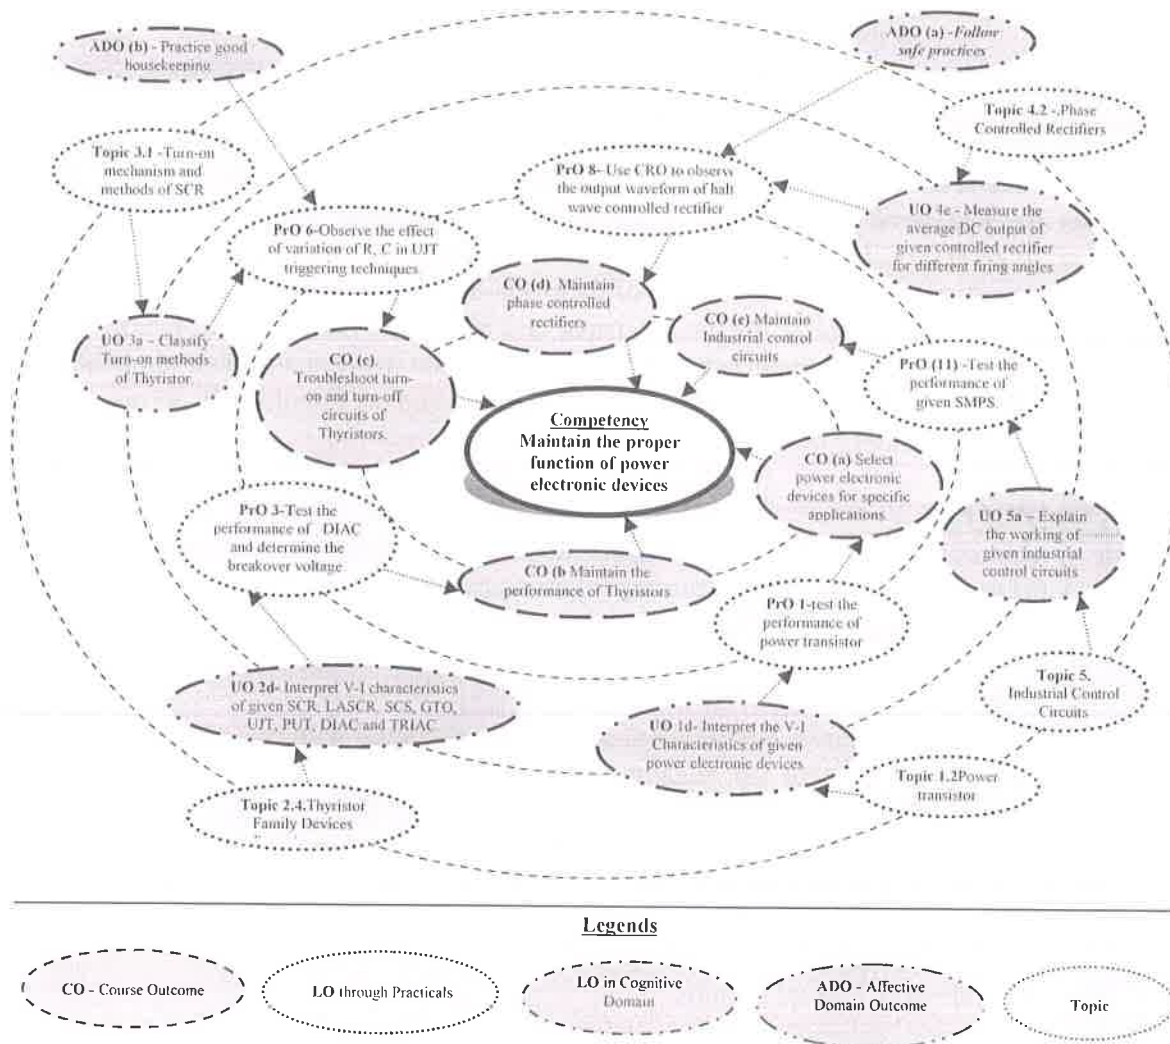 ADO (b) - Practice good
housekeeping
ADO (a) -Follow
safe practices
Topic 3.1 -Turn-on
mechanism and
methods of SCR
Topic 4.2 -.Phase
Controlled Rectifiers
PrO 8- Use CRO to observe
the output waveform of half
wave controlled rectifier
PrO 6-Observe the effect
of variation of R, C in UJT
triggering techniques.
UO 4e - Measure the
average DC output of
given controlled rectifier
for different firing angles
CO (d). Maintain
phase controlled
rectifiers
CO (e) Maintain
Industrial control
circuits
UO 3a – Classify
Turn-on methods
of Thyristor.
CO (c).
Troubleshoot turn-
on and turn-off
circuits of
Thyristors.
PrO (11) -Test the
performance of
given SMPS.
Competency
Maintain the proper
function of power
electronic devices
CO (a) Select
power electronic
devices for specific
applications.
PrO 3-Test the
performance of DIAC
and determine the
breakover voltage
UO 5a – Explain
the working of
given industrial
control circuits
CO (b Maintain the
performance of Thyristors
PrO 1-test the
performance of
power transistor
UO 2d- Interpret V-I characteristics
of given SCR, LASCR, SCS, GTO,
UJT, PUT, DIAC and TRIAC
Topic 5.
Industrial Control
Circuits
UO 1d- Interpret the V-I
Characteristics of given
power electronic devices
Topic 1.2Power
transistor
Topic 2.4.Thyristor
Family Devices
Legends
CO - Course Outcome
LO through Practicals
LO in Cognitive
Domain
ADO - Affective
Domain Outcome
Topic